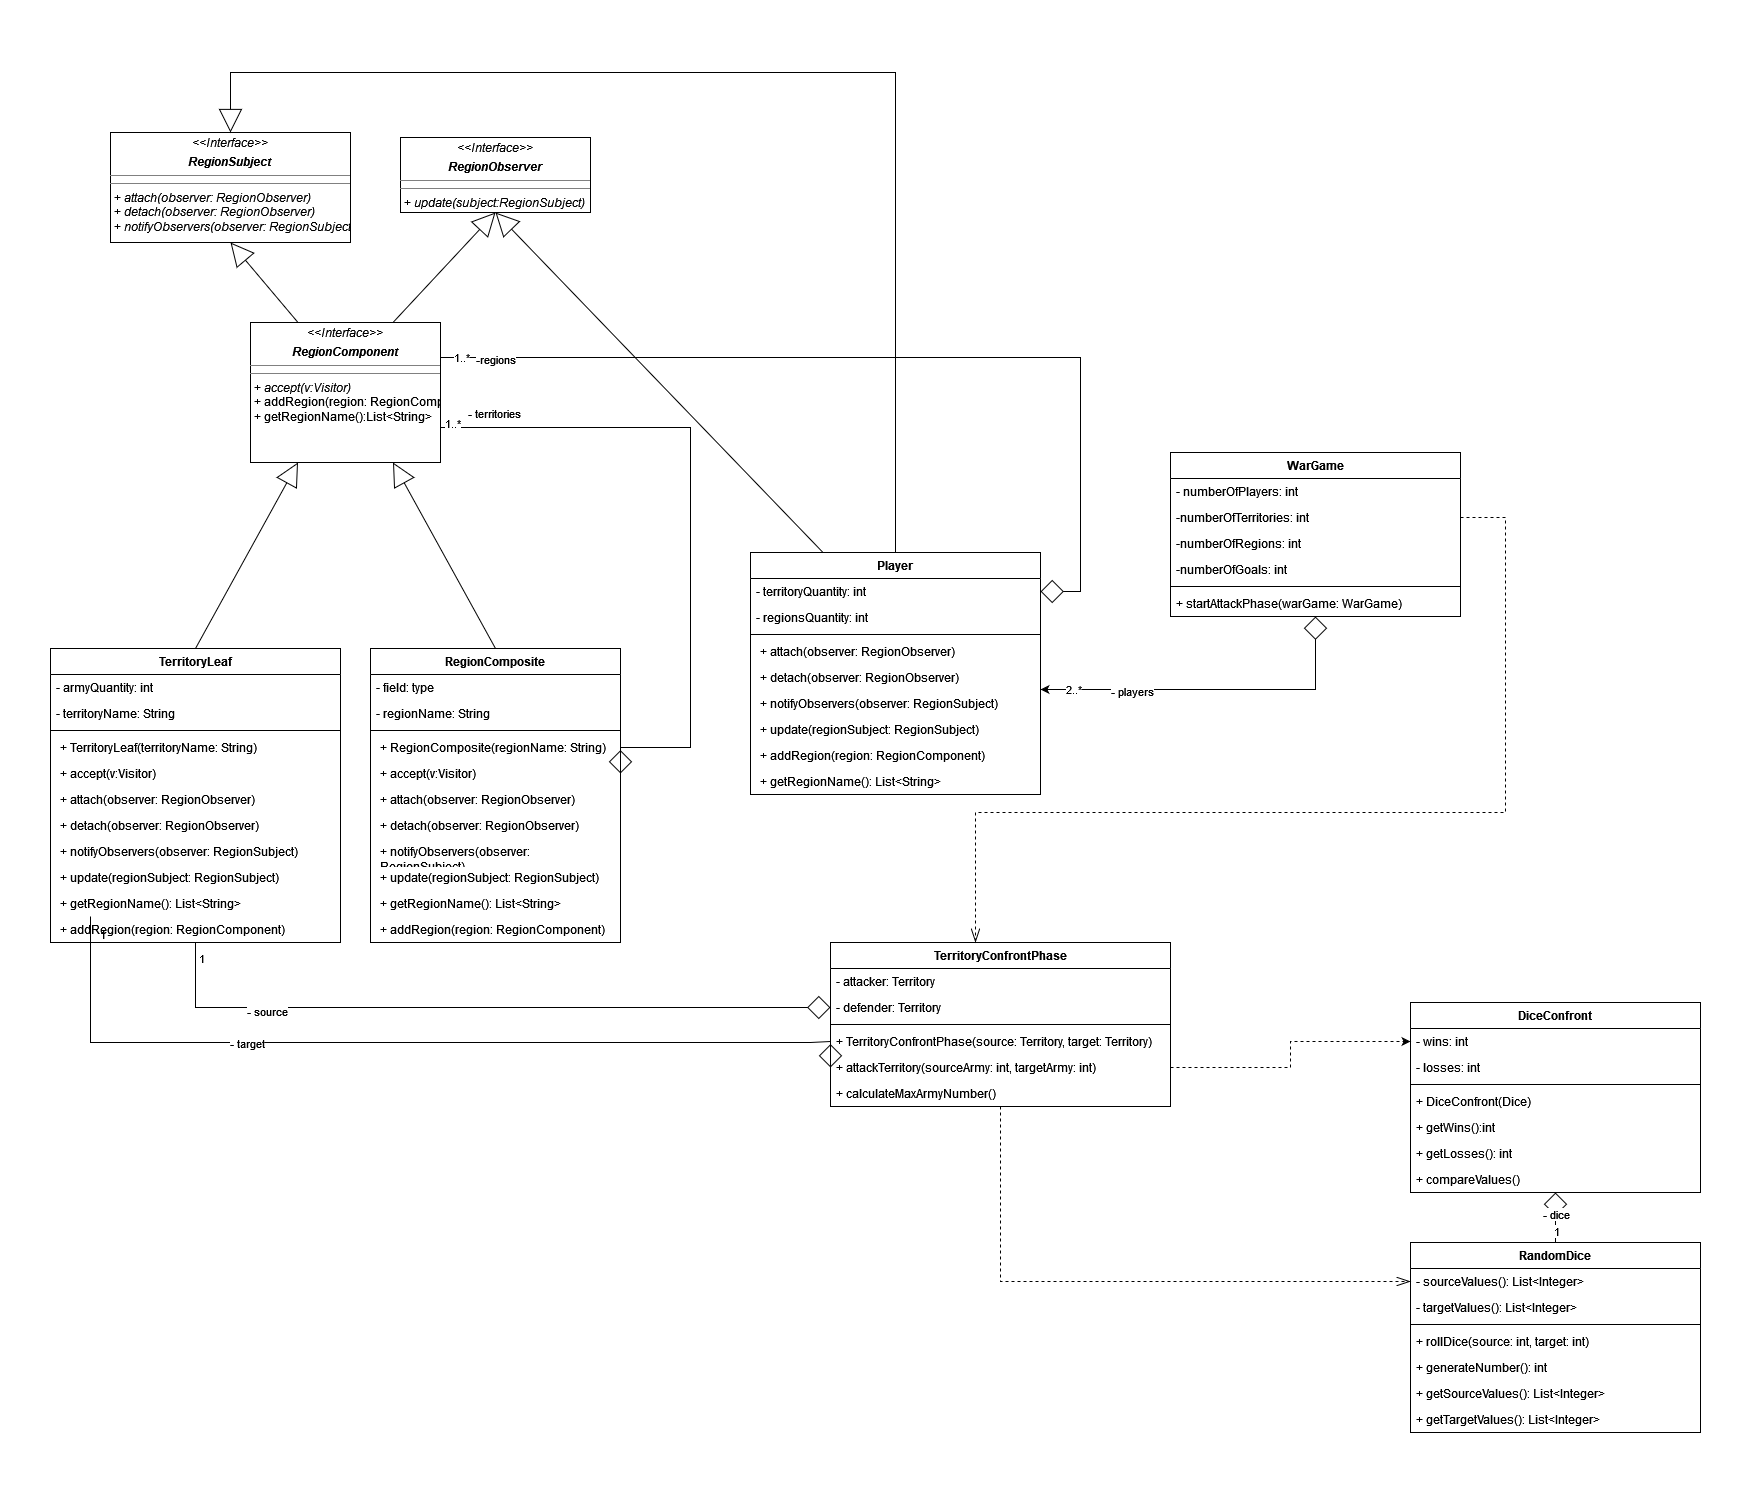 <<Interface>>
RegionSubject
+ attach(observer: RegionObserver)
+ detach(observer: RegionObserver)
+ notifyObservers(observer: RegionSubject
<<Interface>>
RegionObserver
+ update(subject:RegionSubject)
<<Interface>>
RegionComponent
+ accept(v:Visitor)
+ addRegion(region: RegionComp
+ getRegionName():List<String>
1..*
-regions
- territories
1..*
WarGame
- numberOfPlayers: int
-numberOfTerritories: int
-numberOfRegions: int
-numberOfGoals: int
+ startAttackPhase(warGame: WarGame)
Player
- territoryQuantity: int
- regionsQuantity: int
+ attach(observer: RegionObserver)
+ detach(observer: RegionObserver)
+ notifyObservers(observer: RegionSubject)
+ update(regionSubject: RegionSubject)
+ addRegion(region: RegionComponent)
+ getRegionName(): List<String>
2..*
- players
TerritoryLeaf
- armyQuantity: int
- territoryName: String
+ TerritoryLeaf(territoryName: String)
+ accept(v:Visitor)
+ attach(observer: RegionObserver)
+ detach(observer: RegionObserver)
+ notifyObservers(observer: RegionSubject)
+ update(regionSubject: RegionSubject)
+ getRegionName(): List<String>
+ addRegion(region: RegionComponent)
1
1
- source
- target
RegionComposite
- field: type
- regionName: String
+ RegionComposite(regionName: String)
+ accept(v:Visitor)
+ attach(observer: RegionObserver)
+ detach(observer: RegionObserver)
+ notifyObservers(observer:
RegionSubject)
+ update(regionSubject: RegionSubject)
+ getRegionName(): List<String>
+ addRegion(region: RegionComponent)
TerritoryConfrontPhase
- attacker: Territory
- defender: Territory
+ TerritoryConfrontPhase(source: Territory, target: Territory)
+ attackTerritory(sourceArmy: int, targetArmy: int)
+ calculateMaxArmyNumber()
DiceConfront
- wins: int
- losses: int
+ DiceConfront(Dice)
+ getWins():int
+ getLosses(): int
+ compareValues()
- dice
1
RandomDice
- sourceValues(): List<Integer>
- targetValues(): List<Integer>
+ rollDice(source: int, target: int)
+ generateNumber(): int
+ getSourceValues(): List<Integer>
+ getTargetValues(): List<Integer>